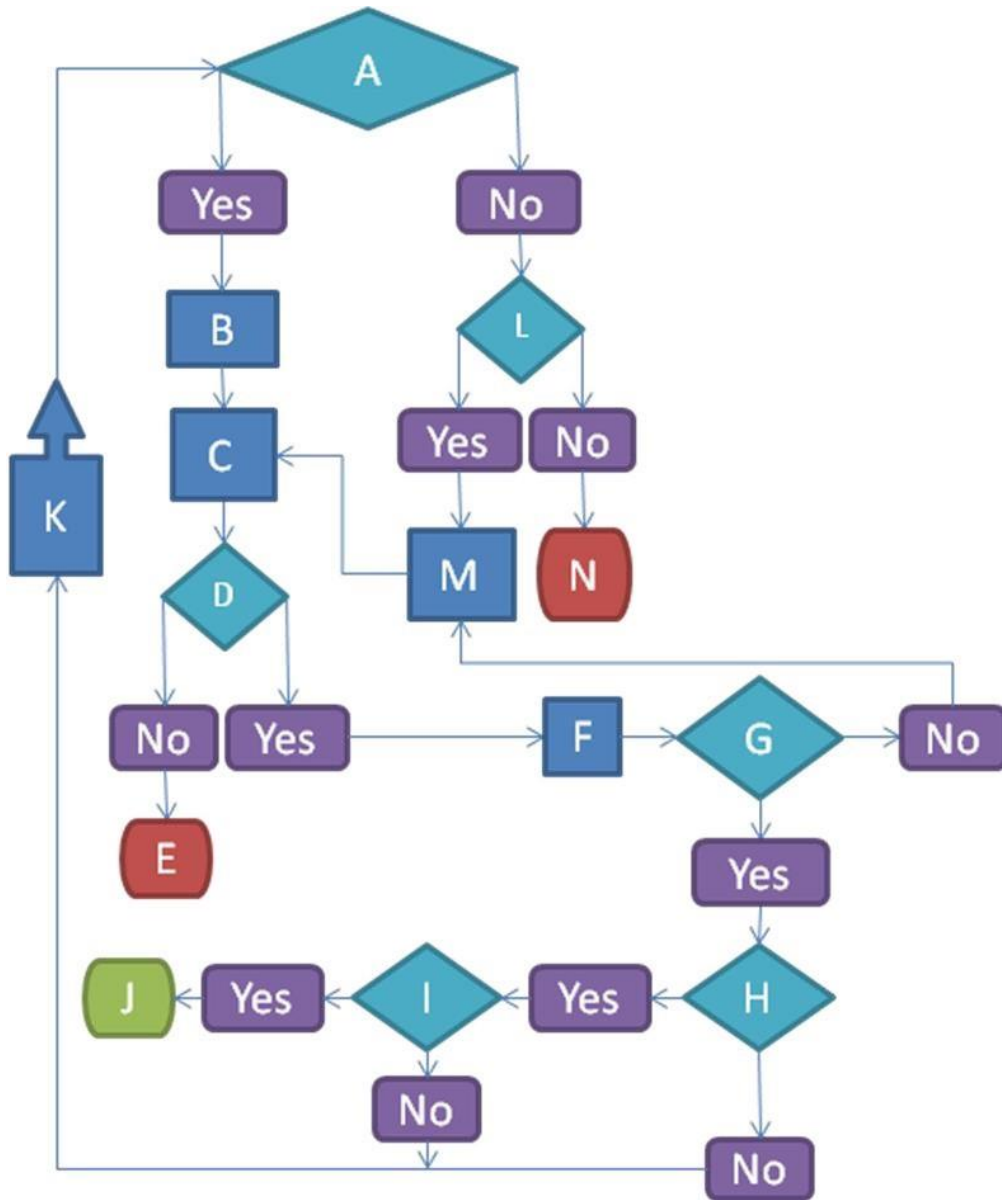 A
Yes
No
B
L
C
Yes
No
K
D
M
N
No
Yes
F
G
No
E
Yes
J
Yes
I
Yes
H
No
No